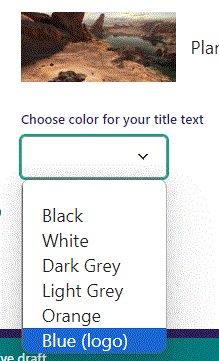 Plan
Choose color for your title text
Black
White
Dark Grey
Light Grey
Orange
Blue (logo)
ve draft